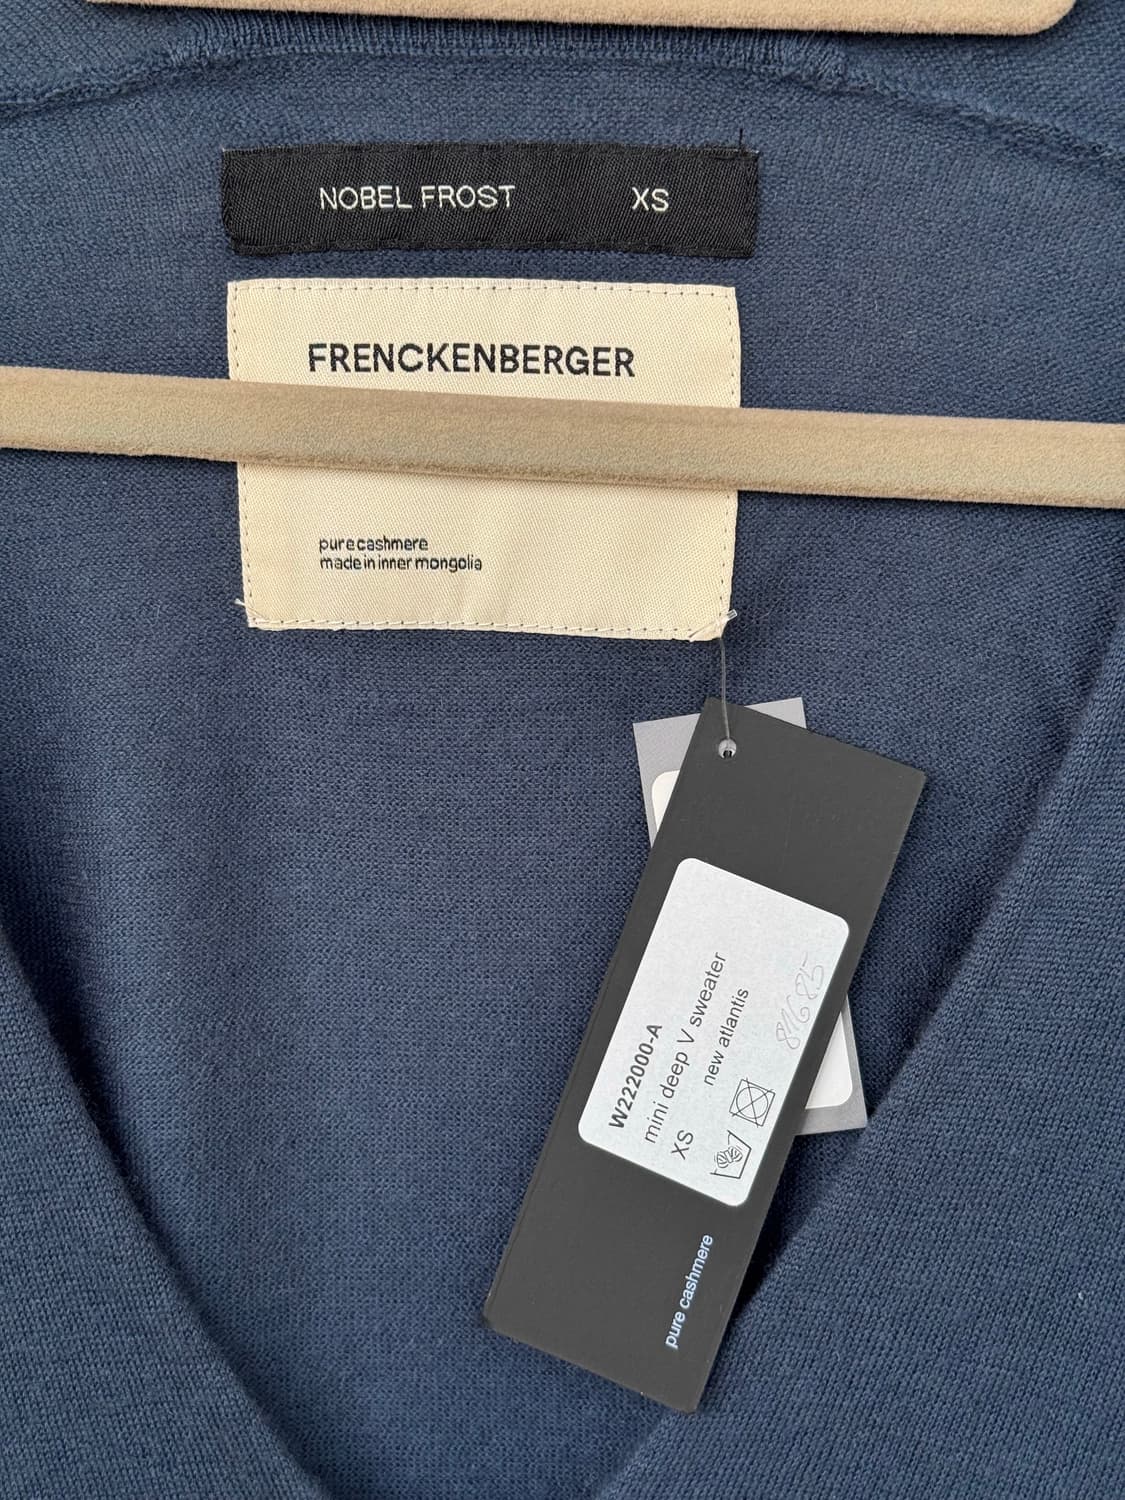 NOBEL FROST XS
FRENCKENBERGER
pure cashmere
made in inner mongolia
W222000-A
mini deep V sweater
XS new atlantis
pure cashmere